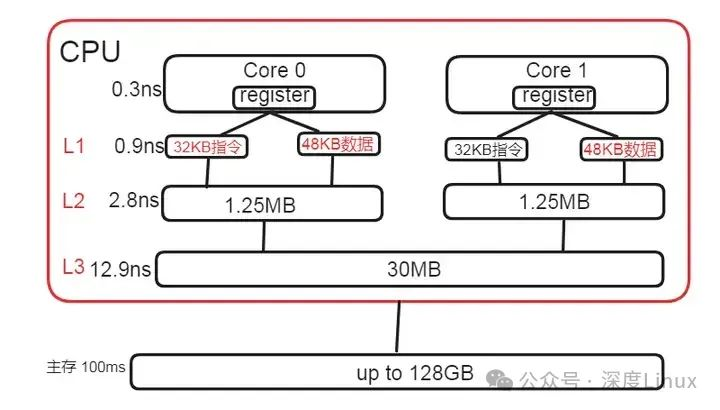 CPU
Core 0
Core 1
0.3ns
register
register
L1
0.9ns
32KB指令
48KB数据
32KB指令
48KB数据
L2
2.8ns
1.25MB
1.25MB
L3
12.9ns
30MB
主存 100ms
up to 128GB
公众号 · 深度Linux